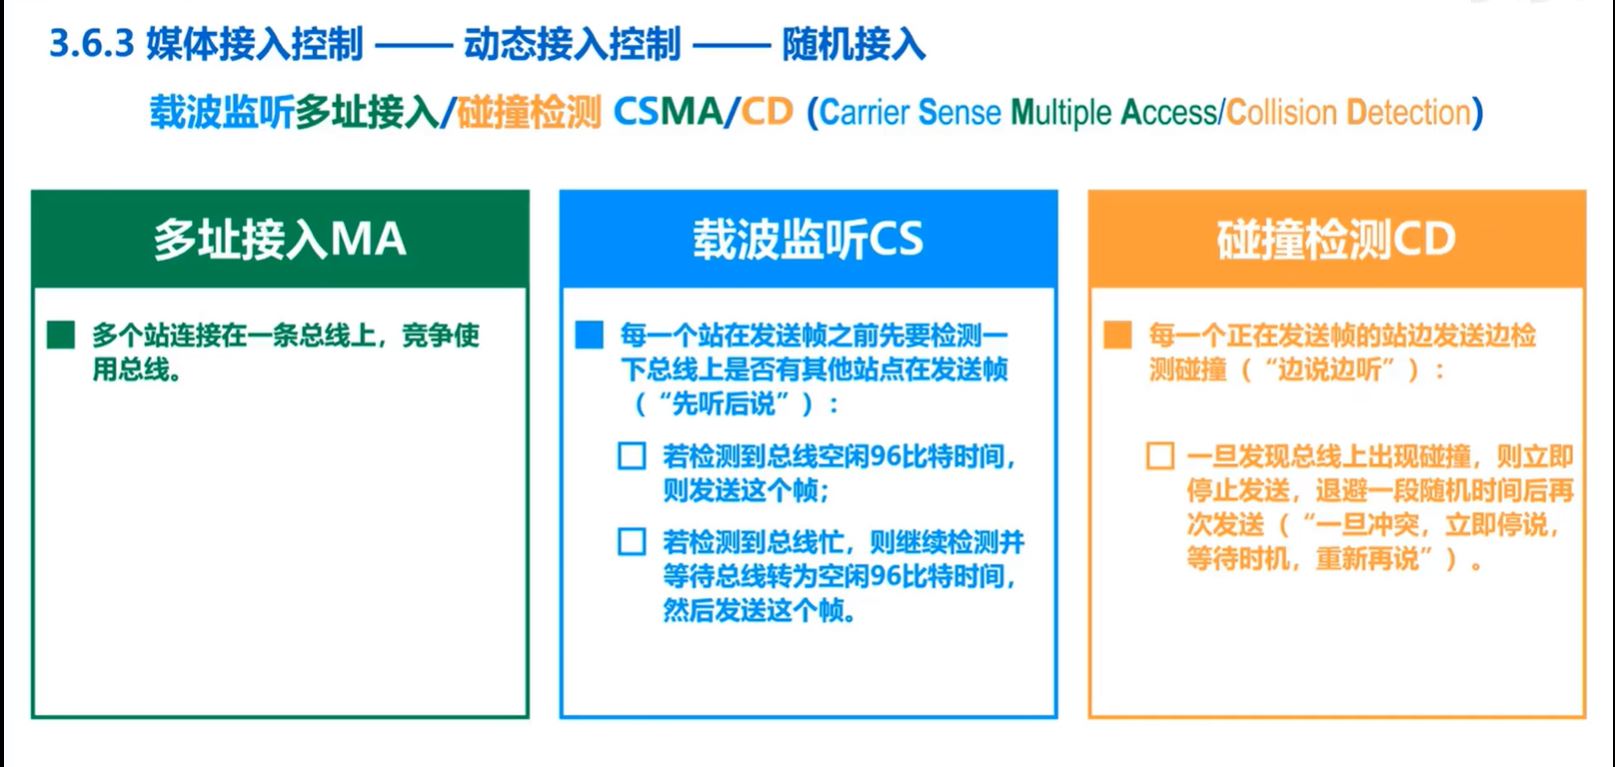 3.6.3 媒体接入控制 —— 动态接入控制 —— 随机接入
载波监听多址接入/碰撞检测 CSMA/CD (Carrier Sense Multiple Access/Collision Detection)
多址接入MA
多个站连接在一条总线上，竞争使
用总线。
载波监听CS
每一个站在发送帧之前先要检测一
下总线上是否有其他站点在发送帧
（“先听后说”）：
若检测到总线空闲96比特时间，
则发送这个帧；
若检测到总线忙，则继续检测并
等待总线转为空闲96比特时间，
然后发送这个帧。
碰撞检测CD
每一个正在发送帧的站边发送边检
测碰撞（“边说边听”）：
一旦发现总线上出现碰撞，则立即
停止发送，退避一段随机时间后再
次发送（“一旦冲突，立即停说，
等待时机，重新再说”）。